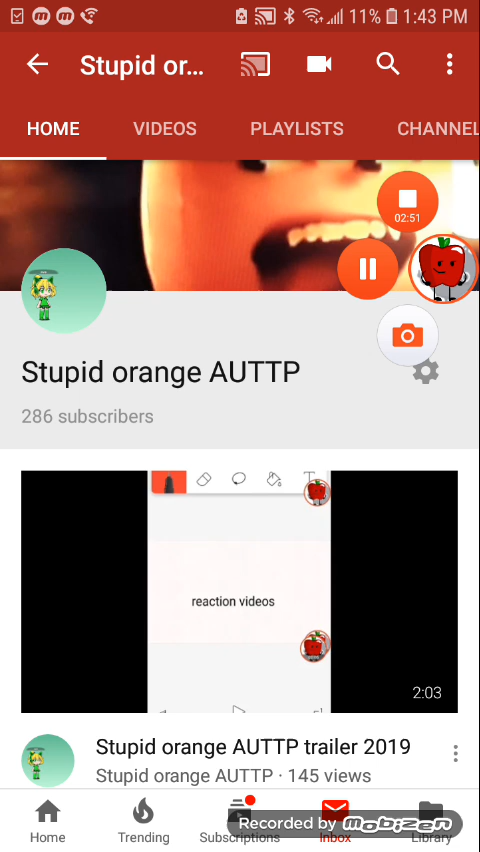 11% 1:43 PM
Stupid or...
HOME VIDEOS PLAYLISTS CHANNEL
02:51
Stupid orange AUTTP
286 subscribers
T
reaction videos
2:03
Stupid orange AUTTP trailer 2019
Stupid orange AUTTP · 145 views
Home Trending Subscriptions Inbox Library
Recorded by mobizen